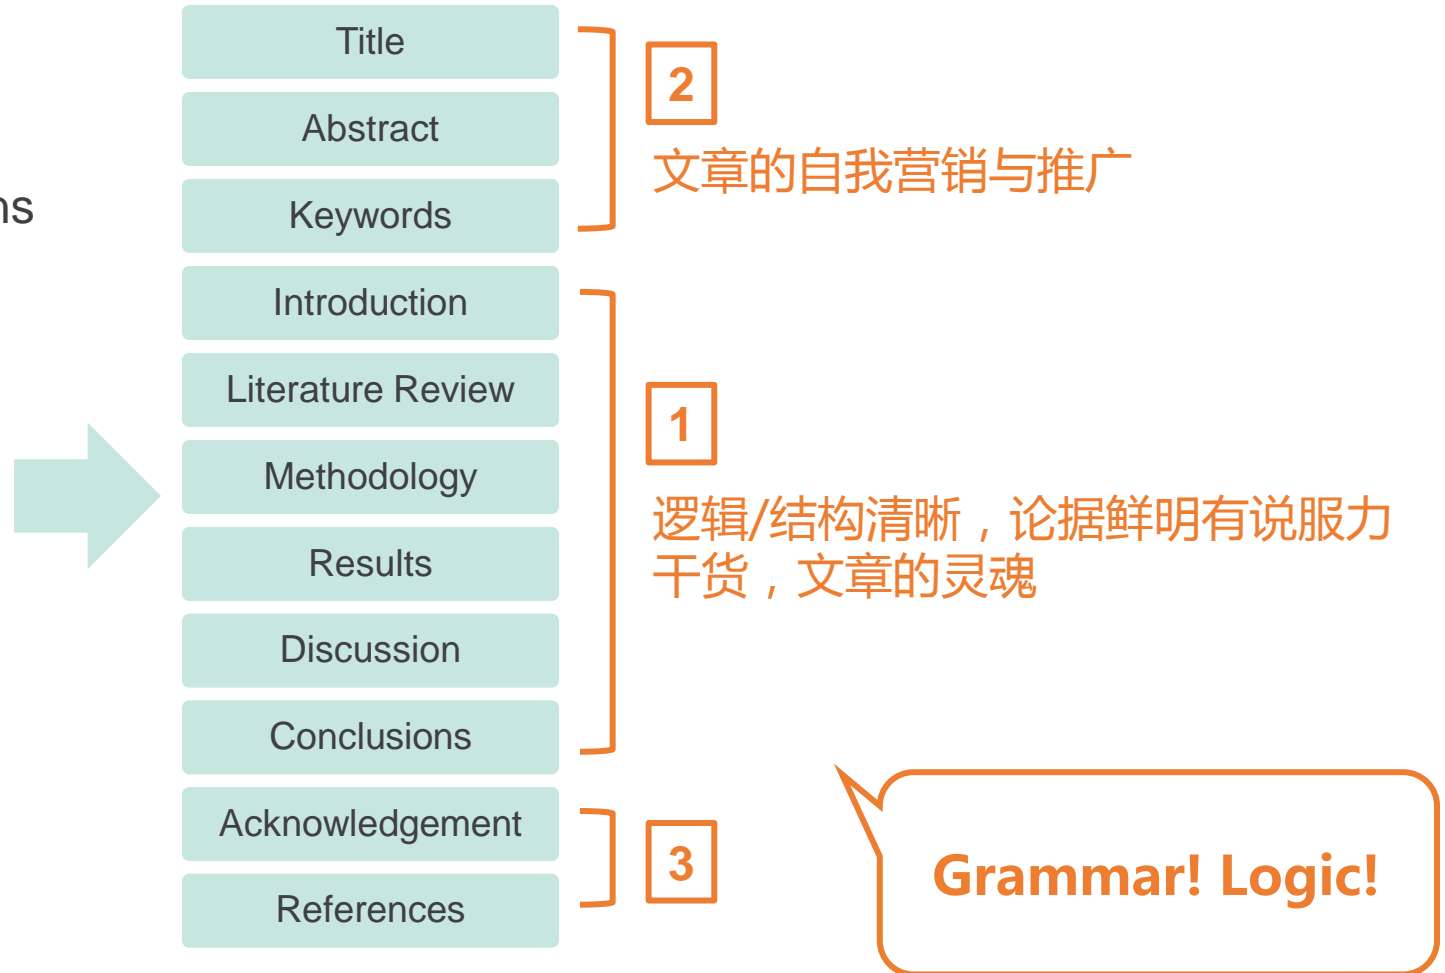 Title
Abstract
Keywords
Introduction
Literature Review
Methodology
Results
Discussion
Conclusions
Acknowledgement
References
2
文章的自我营销与推广
1
逻辑/结构清晰，论据鲜明有说服力
干货，文章的灵魂
3
Grammar! Logic!